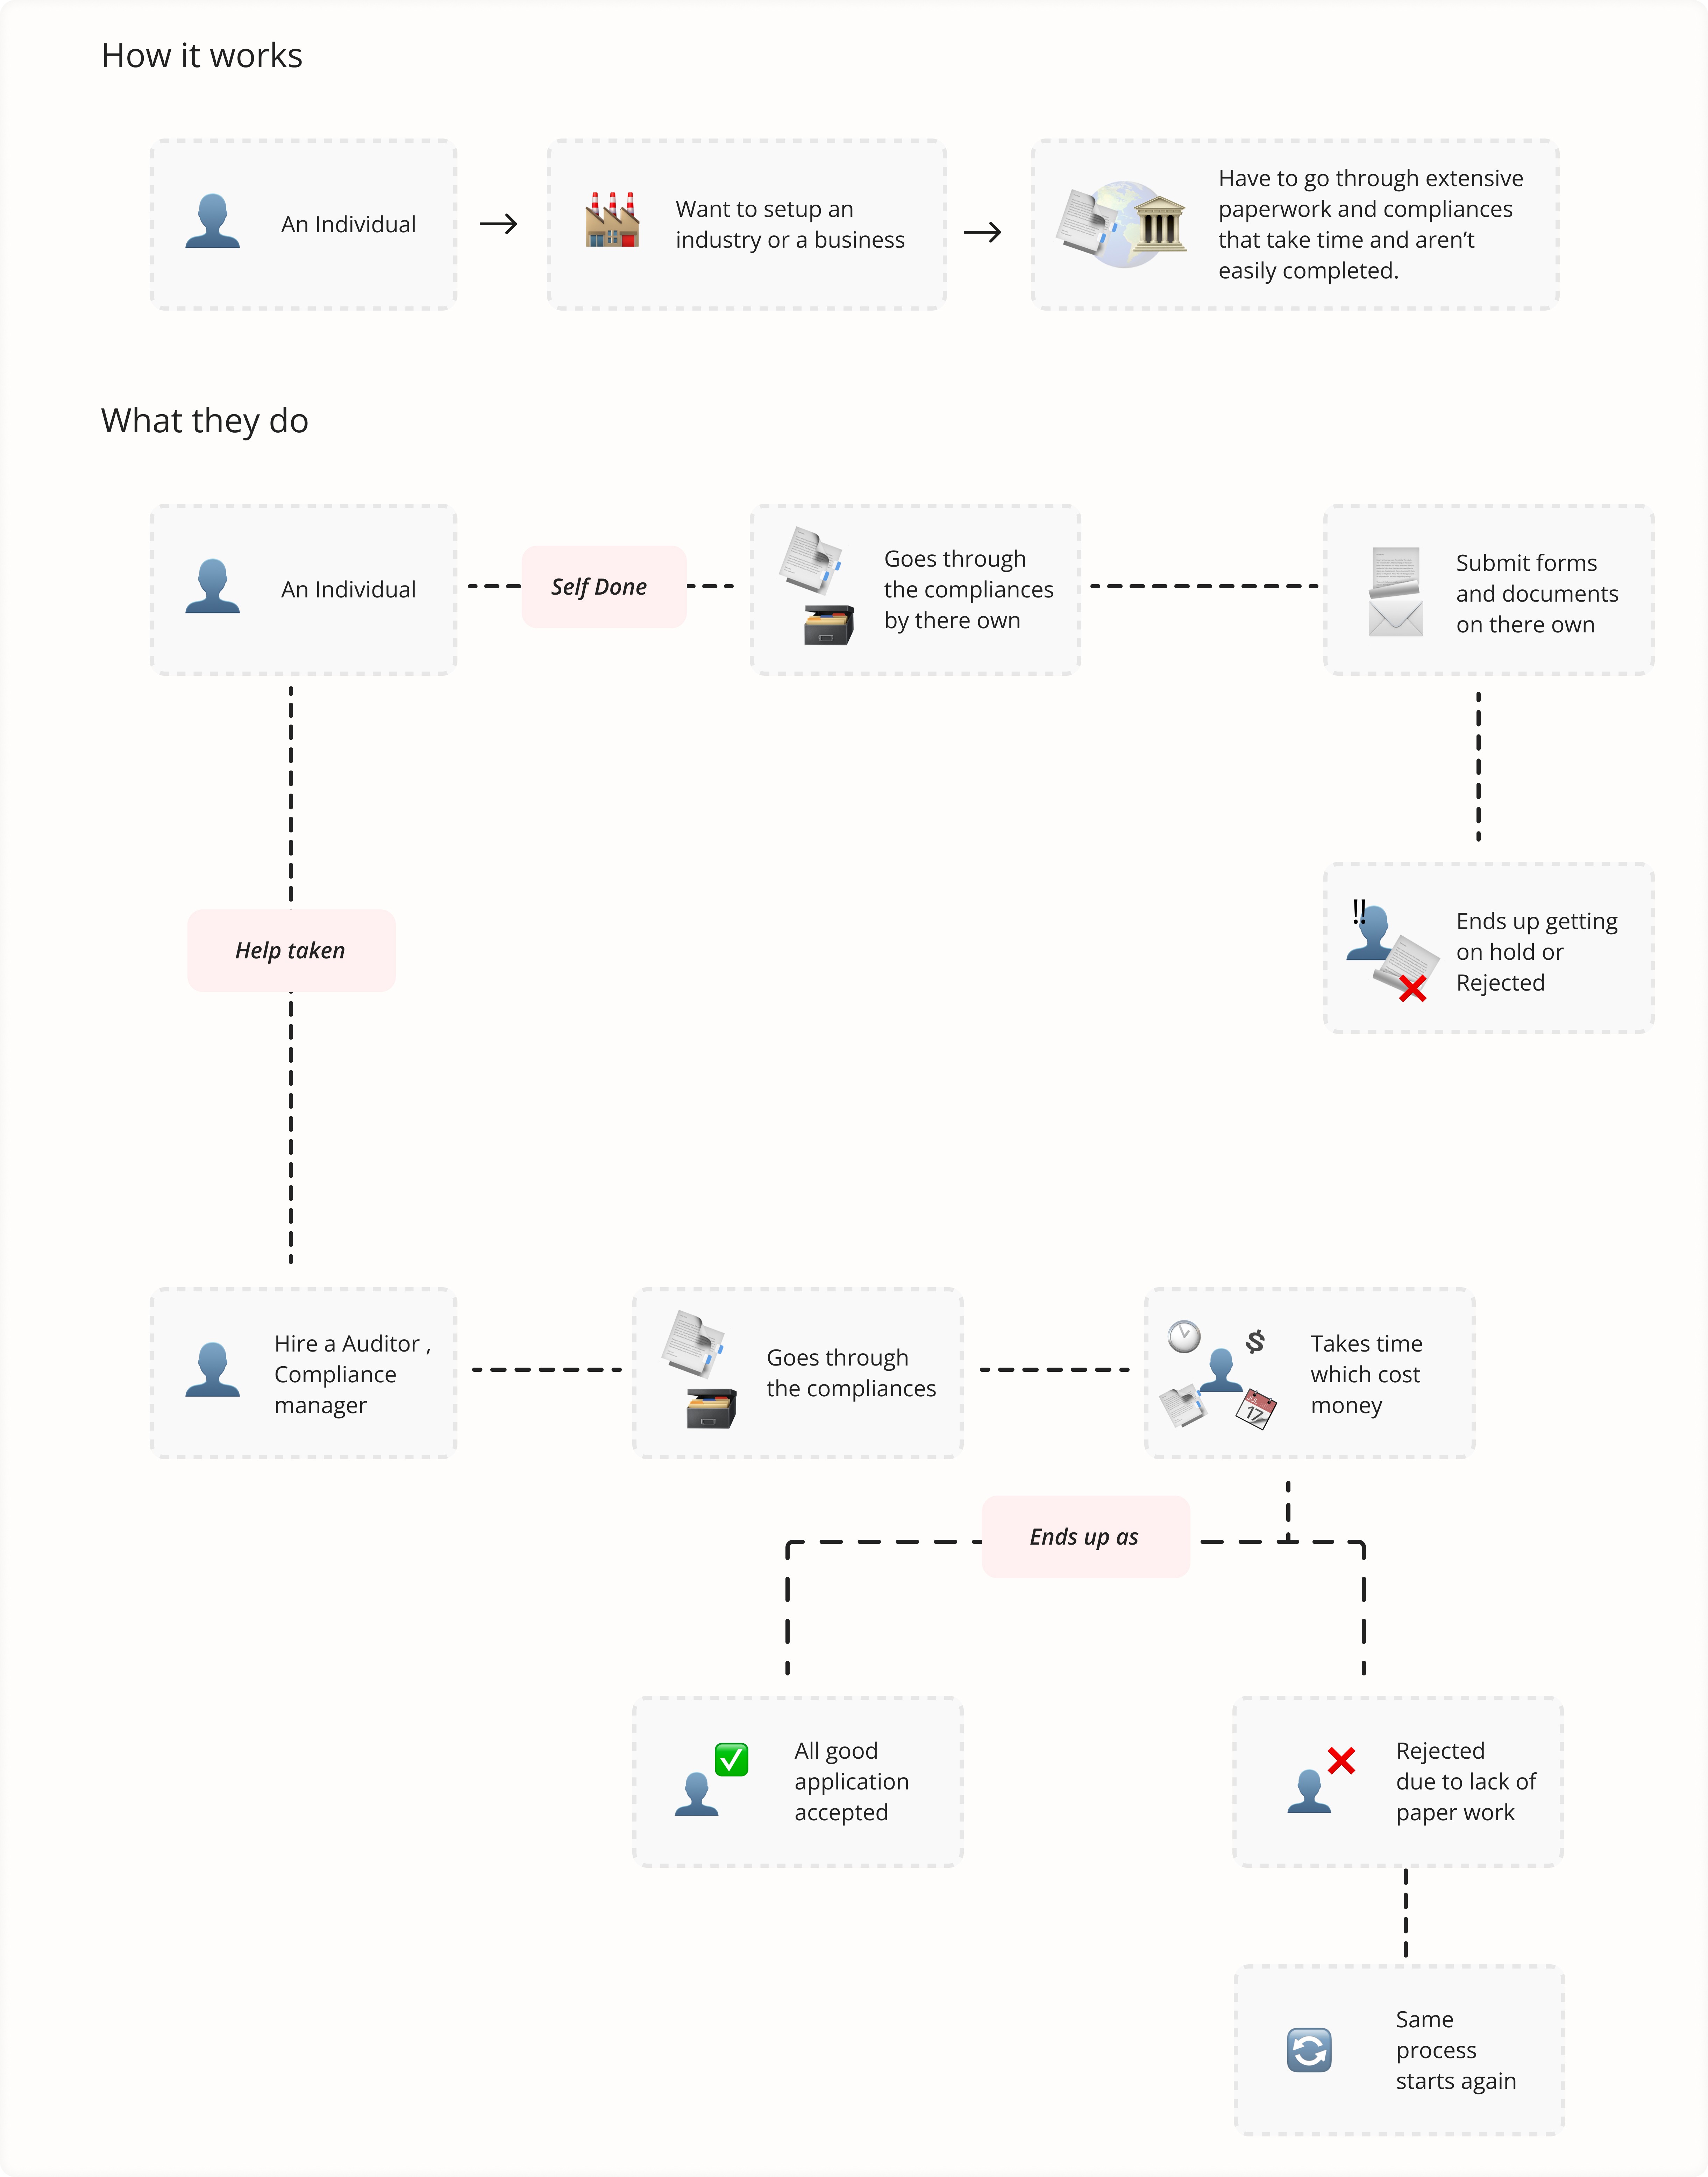 How it works
An Individual
Want to setup an
industry or a business
Have to go through extensive
paperwork and compliances
that take time and aren’t
easily completed.
What they do
An Individual
Self Done
Goes through
the compliances
by there own
Submit forms
and documents
on there own
Help taken
Ends up getting
on hold or
Rejected
Hire a Auditor ,
Compliance
manager
Goes through
the compliances
$
17
Takes time
which cost
money
Ends up as
All good
application
accepted
Rejected
due to lack of
paper work
Same
process
starts again